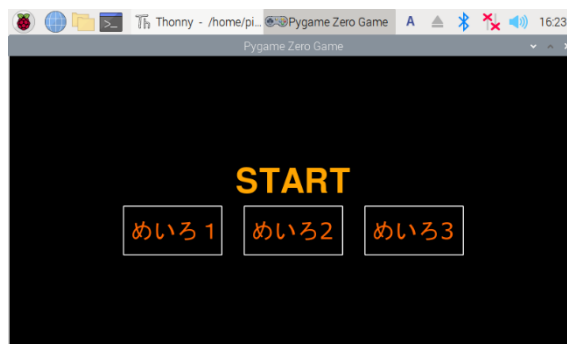 Thonny - /home/pi... Pygame Zero Game A 16:23
Pygame Zero Game
START
めいろ１ めいろ2 めいろ3